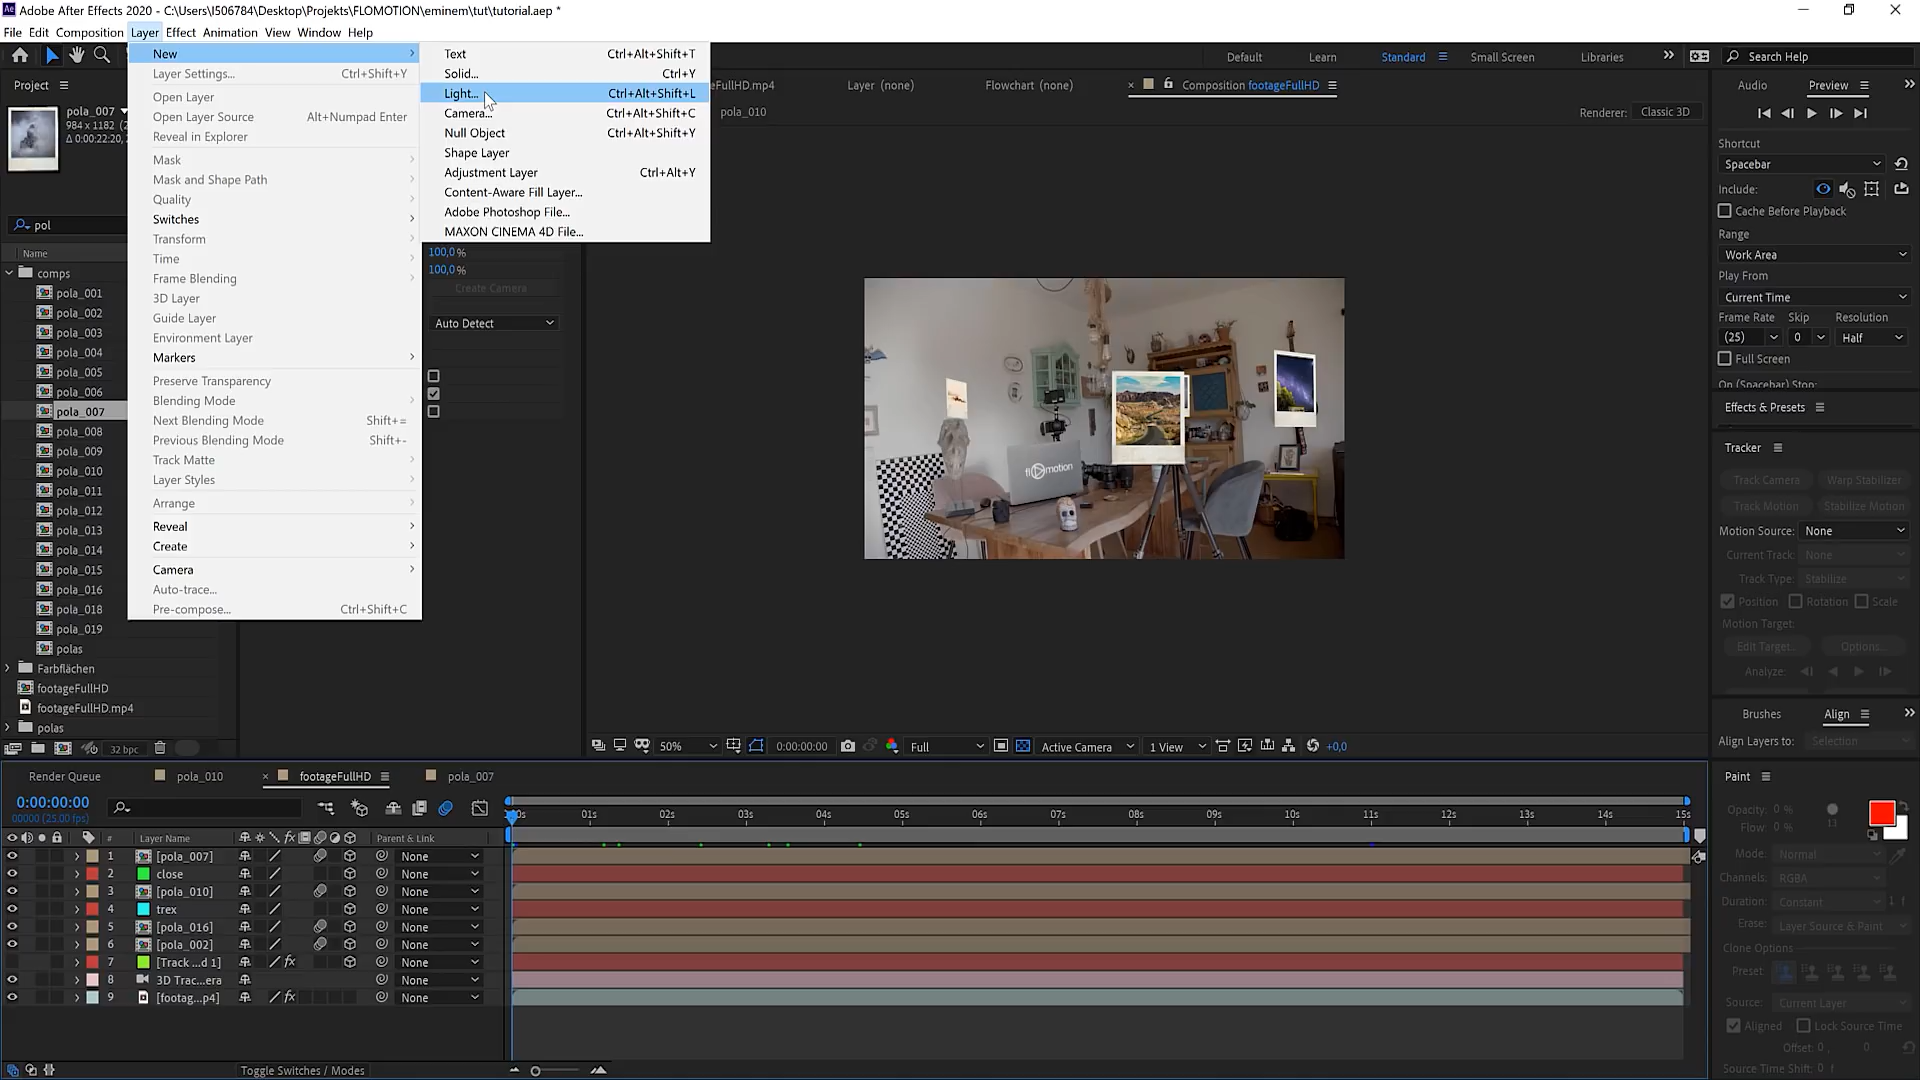 Adobe After Effects 2020 - C:\Users\I506784\Desktop\Projekts\FLOMOTION\eminem\tut\tutorial.aep *
File Edit Composition Layer Effect Animation View Window Help
Default Learn Standard Small Screen Libraries Search Help
Project
pola_007
984 x 1182 (2
Δ 0:00:22:20,
pol
Name
comps
pola_001
pola_002
pola_003
pola_004
pola_005
pola_006
pola_007
pola_008
pola_009
pola_010
pola_011
pola_012
pola_013
pola_014
pola_015
pola_016
pola_018
pola_019
polas
Farbflächen
footageFullHD
footageFullHD.mp4
polas
32 bpc
New
Layer Settings... Ctrl+Shift+Y
Open Layer
Open Layer Source Alt+Numpad Enter
Reveal in Explorer
Mask
Mask and Shape Path
Quality
Switches
Transform
Time
Frame Blending
3D Layer
Guide Layer
Environment Layer
Markers
Preserve Transparency
Blending Mode
Next Blending Mode Shift+=
Previous Blending Mode Shift+-
Track Matte
Layer Styles
Arrange
Reveal
Create
Camera
Auto-trace...
Pre-compose... Ctrl+Shift+C
Text Ctrl+Alt+Shift+T
Solid... Ctrl+Y
Light... Ctrl+Alt+Shift+L
Camera... Ctrl+Alt+Shift+C
Null Object Ctrl+Alt+Shift+Y
Shape Layer
Adjustment Layer Ctrl+Alt+Y
Content-Aware Fill Layer...
Adobe Photoshop File...
MAXON CINEMA 4D File...
100,0 %
100,0 %
Create Camera
Auto Detect
eFullHD.mp4 Layer (none) Flowchart (none) Composition footageFullHD
pola_010
Renderer: Classic 3D
fl motion
50% 0:00:00:00 Full Active Camera 1 View +0,0
Audio Preview
Shortcut
Spacebar
Include:
Cache Before Playback
Range
Work Area
Play From
Current Time
Frame Rate Skip Resolution
(25) 0 Half
Full Screen
On (Spacebar) Stop:
Effects & Presets
Tracker
Track Camera Warp Stabilizer
Track Motion Stabilize Motion
Motion Source: None
Current Track: None
Track Type: Stabilize
Position Rotation Scale
Motion Target:
Edit Target... Options...
Analyze:
Brushes Align
Align Layers to: Selection
Paint
Opacity: 0 %
Flow: 0 %
13
Mode: Normal
Channels: RGBA
Duration: Constant 1 f
Erase: Layer Source & Paint
Clone Options
Preset:
Source: Current Layer
Aligned Lock Source Time
Offset: 0 , 0
Source Time Shift: 0 f
Render Queue pola_010 footageFullHD pola_007
0:00:00:00
00000 (25.00 fps)
0s 01s 02s 03s 04s 05s 06s 07s 08s 09s 10s 11s 12s 13s 14s 15s
# Layer Name Parent & Link
1 [pola_007] None
2 close None
3 [pola_010] None
4 trex None
5 [pola_016] None
6 [pola_002] None
7 [Track ...d 1] None
8 3D Trac...era None
9 [footag...p4] None
Toggle Switches / Modes